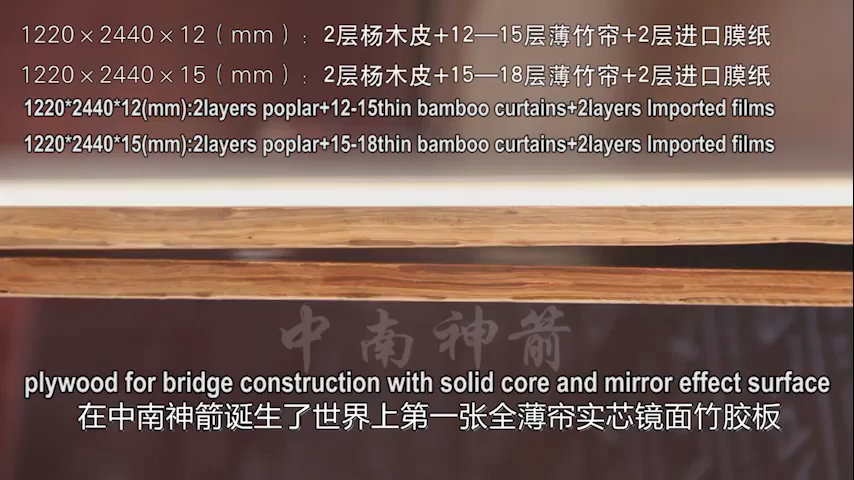 1220×2440×12（mm）：2层杨木皮+12—15层薄竹帘+2层进口膜纸
1220×2440×15（mm）：2层杨木皮+15—18层薄竹帘+2层进口膜纸
1220*2440*12(mm):2layers poplar+12-15thin bamboo curtains+2layers Imported films
1220*2440*15(mm):2layers poplar+15-18thin bamboo curtains+2layers Imported films
中南神箭
plywood for bridge construction with solid core and mirror effect surface
在中南神箭诞生了世界上第一张全薄帘实芯镜面竹胶板